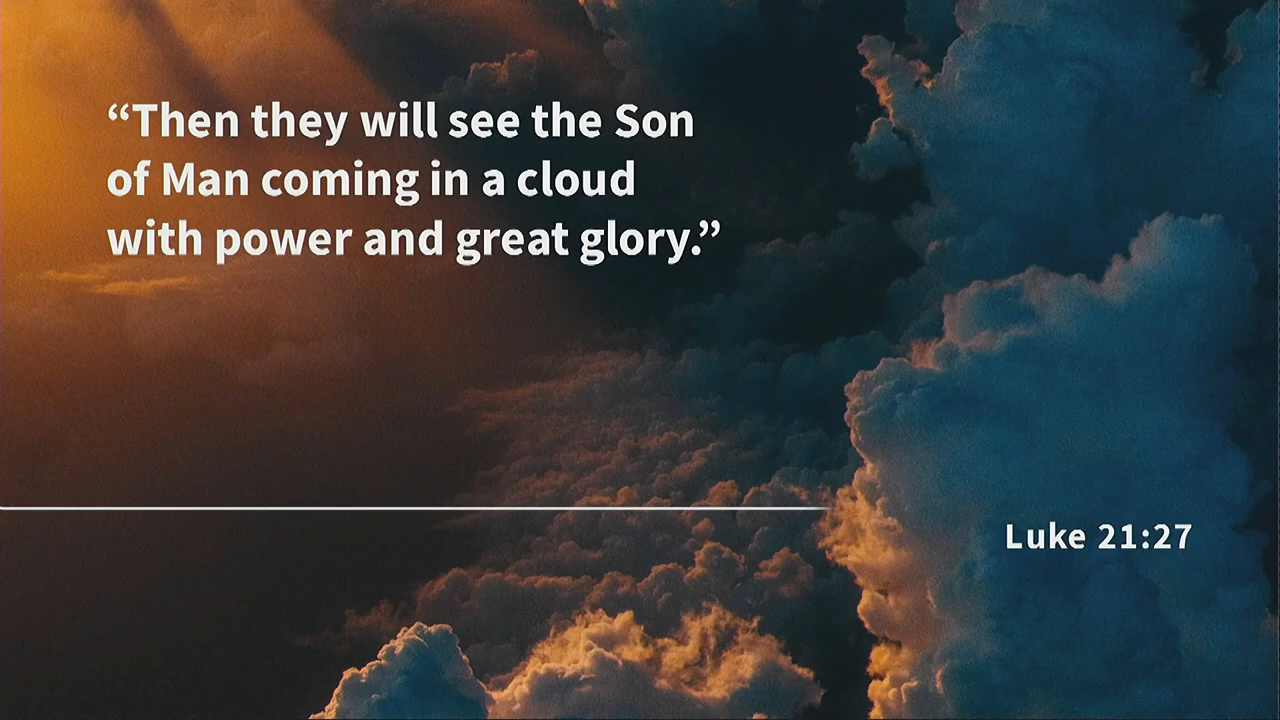 “Then they will see the Son
of Man coming in a cloud
with power and great glory.”
Luke 21:27